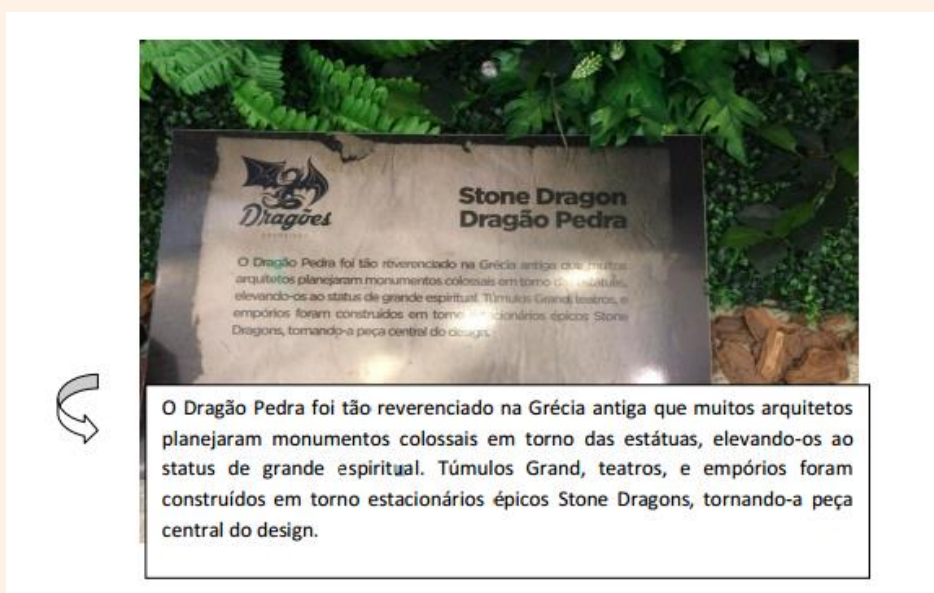 Dragões
Stone Dragon
Dragão Pedra
O Dragão Pedra foi tão reverenciado na Grécia antiga que muitos
arquitetos planejaram monumentos colossais em torno
elevando-os ao status de grande espiritual. Túmulos Grand, teatros, e
empórios foram construídos em torno épicos Stone
Dragons, tornando-a peça central do design.
O Dragão Pedra foi tão reverenciado na Grécia antiga que muitos arquitetos
planejaram monumentos colossais em torno das estátuas, elevando-os ao
status de grande espiritual. Túmulos Grand, teatros, e empórios foram
construídos em torno estacionários épicos Stone Dragons, tornando-a peça
central do design.